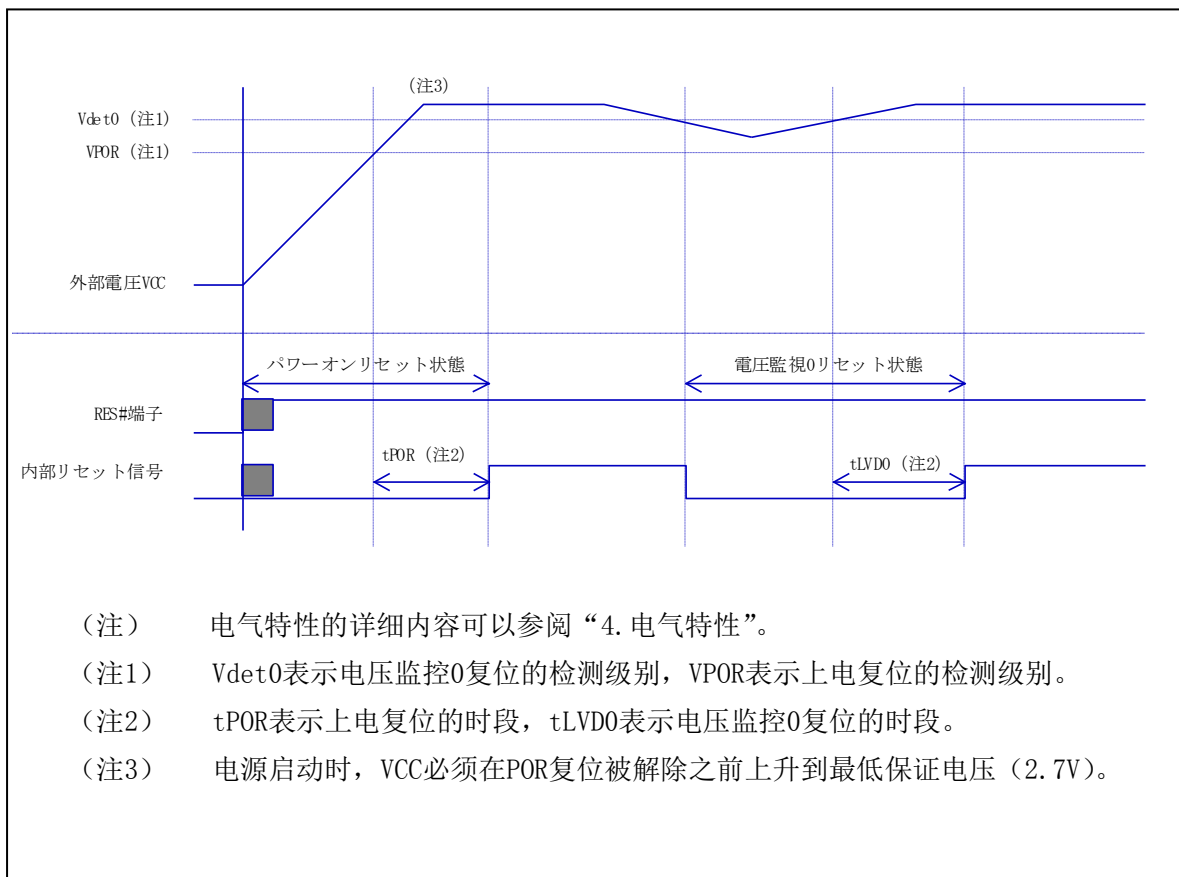 （注3）
Vdet0（注1）
VPOR（注1）
外部電圧VCC
パワーオンリセット状態
電圧監視0リセット状態
RES#端子
tPOR（注2）
tLVD0（注2）
内部リセット信号
（注） 电气特性的详细内容可以参阅“4.电气特性”。
（注1） Vdet0表示电压监控0复位的检测级别，VPOR表示上电复位的检测级别。
（注2） tPOR表示上电复位的时段，tLVD0表示电压监控0复位的时段。
（注3） 电源启动时，VCC必须在POR复位被解除之前上升到最低保证电压（2.7V）。